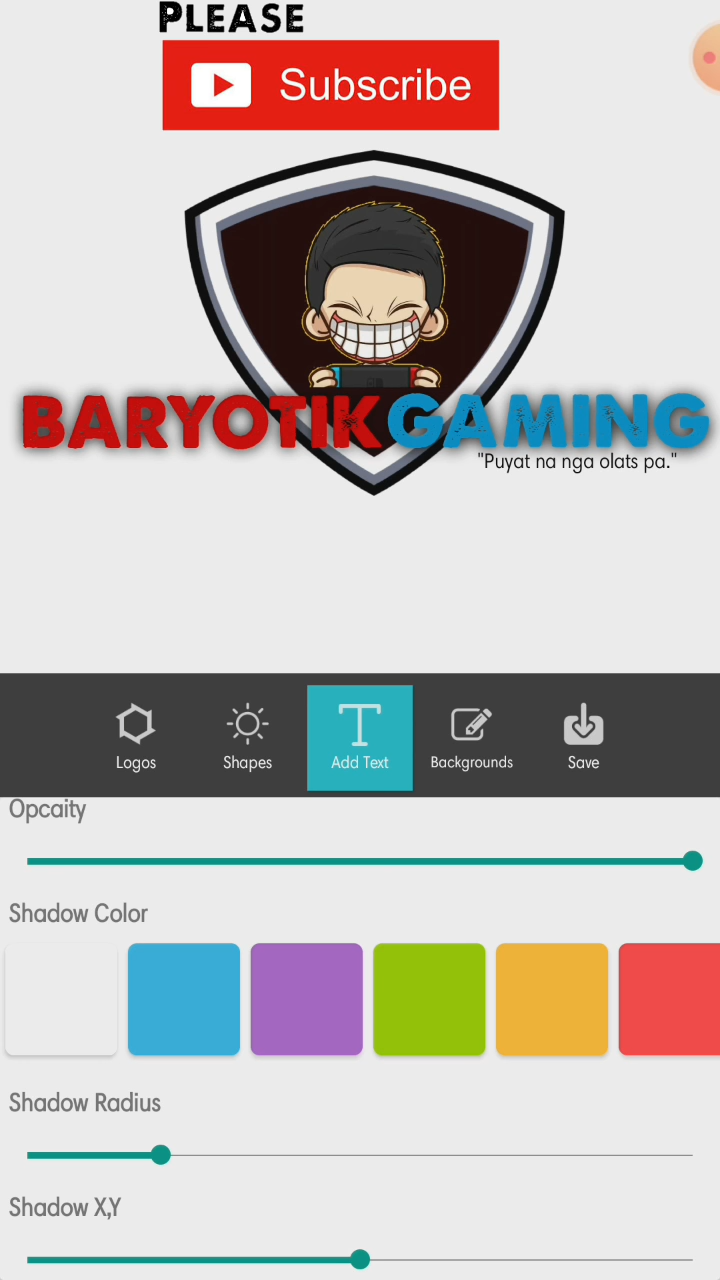 PLEASE
Subscribe
BARYOTIKGAMING
"Puyat na nga olats pa."
Logos
Shapes
Add Text
Backgrounds
Save
Opcaity
Shadow Color
Shadow Radius
Shadow X,Y